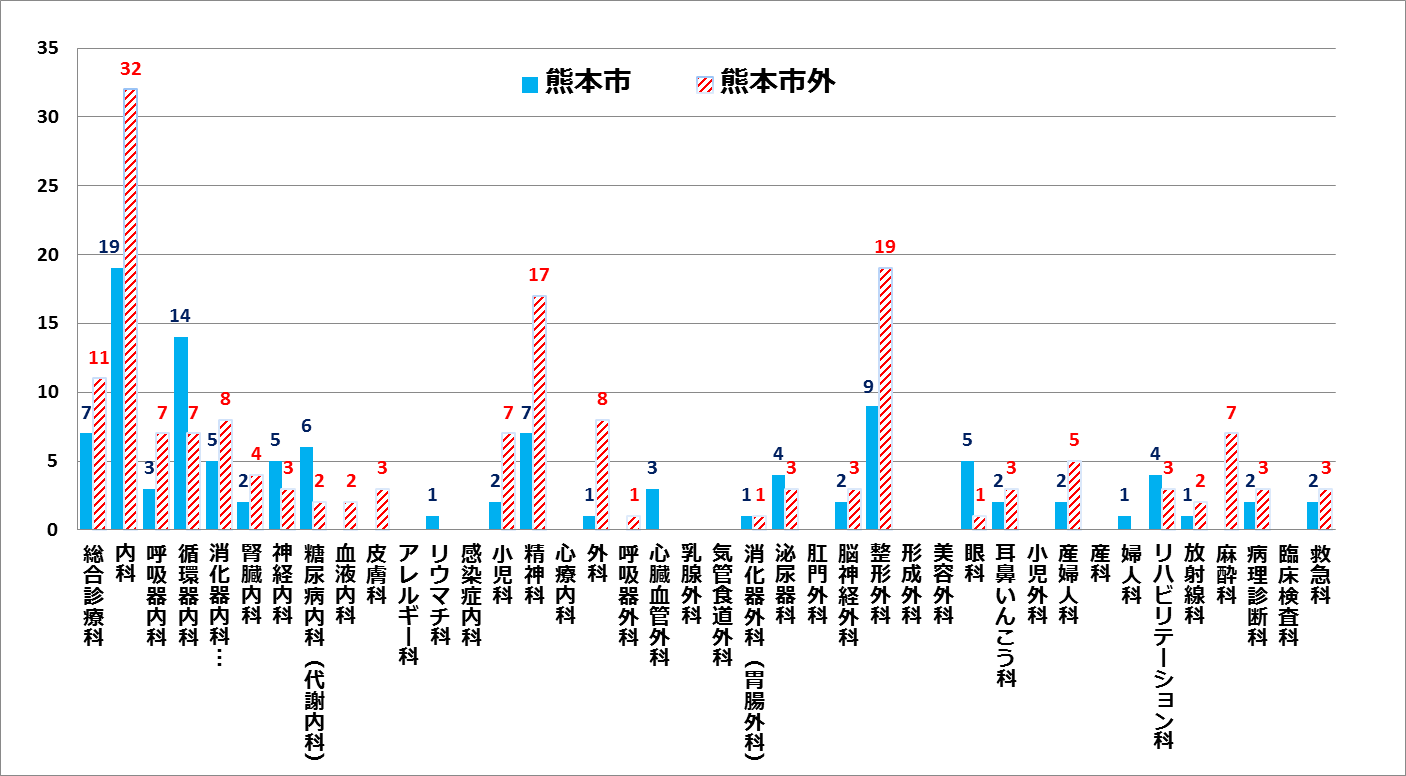 熊本市
熊本市外
35
30
25
20
15
10
5
0
7
11
19
32
3
7
14
7
5
8
2
4
5
3
6
2
2
3
1
2
7
7
17
1
8
1
3
1
1
4
3
2
3
9
19
5
1
2
3
2
5
1
4
3
1
2
7
2
3
2
3
総合診療科
内科
呼吸器内科
循環器内科
消化器内科…
腎臓内科
神経内科
糖尿病内科（代謝内科）
血液内科
皮膚科
アレルギー科
リウマチ科
感染症内科
小児科
精神科
心療内科
外科
呼吸器外科
心臓血管外科
乳腺外科
気管食道外科
消化器外科（胃腸外科）
泌尿器科
肛門外科
脳神経外科
整形外科
形成外科
美容外科
眼科
耳鼻いんこう科
小児外科
産婦人科
産科
婦人科
リハビリテーション科
放射線科
麻酔科
病理診断科
臨床検査科
救急科